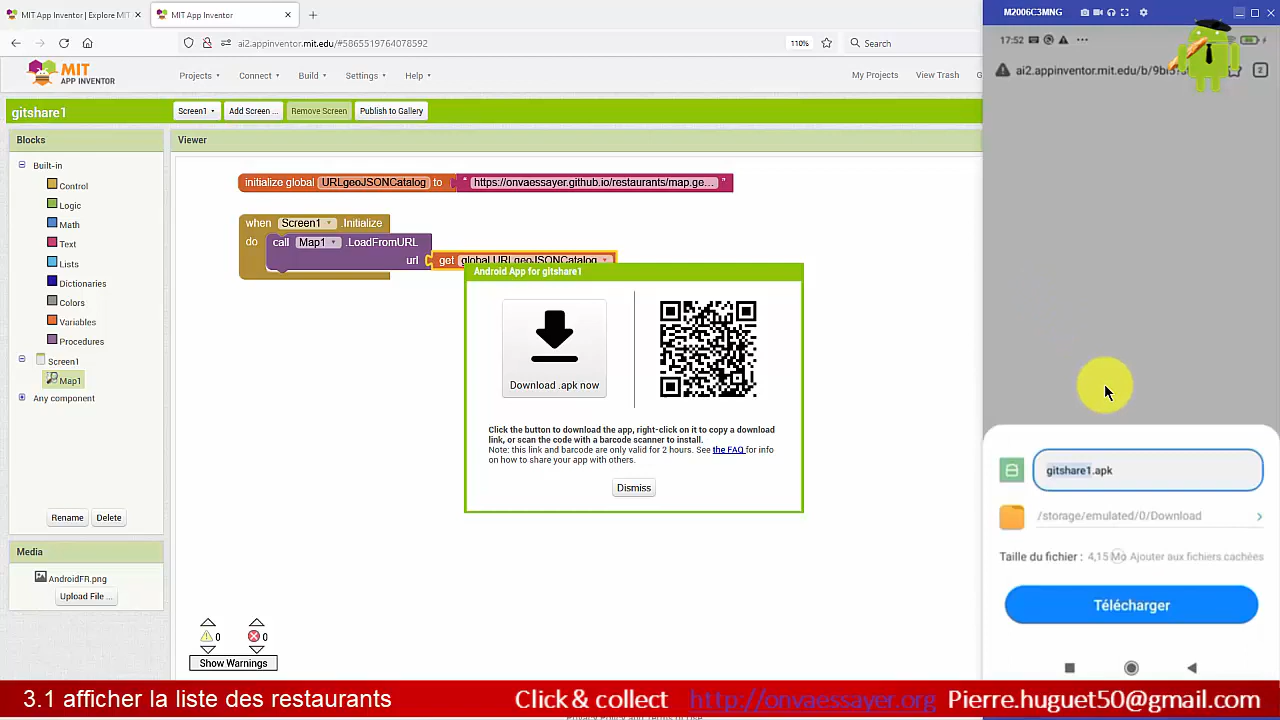 MIT App Inventor | Explore MIT
MIT App Inventor
ai2.appinventor.mit.edu/#5865519764078592
110%
Search
MIT
APP INVENTOR
Projects
Connect
Build
Settings
Help
My Projects
View Trash
gitshare1
Screen1
Add Screen ...
Remove Screen
Publish to Gallery
Blocks
Viewer
Built-in
Control
Logic
Math
Text
Lists
Dictionaries
Colors
Variables
Procedures
Screen1
Map1
Any component
Rename
Delete
Media
AndroidFR.png
Upload File ...
initialize global URLgeoJSONCatalog to " https://onvaessayer.github.io/restaurants/map.ge... "
when Screen1 .Initialize
do call Map1 .LoadFromURL
url get global URLgeoJSONCatalog
Android App for gitshare1
Download .apk now
Click the button to download the app, right-click on it to copy a download
link, or scan the code with a barcode scanner to install.
Note: this link and barcode are only valid for 2 hours. See the FAQ for info
on how to share your app with others.
Dismiss
0
0
Show Warnings
M2006C3MNG
17:52
2
gitshare1.apk
/storage/emulated/0/Download
Taille du fichier : 4,15 Mo Ajouter aux fichiers cachées
Télécharger
3.1 afficher la liste des restaurants
Click & collect http://onvaessayer.org Pierre.huguet50@gmail.com